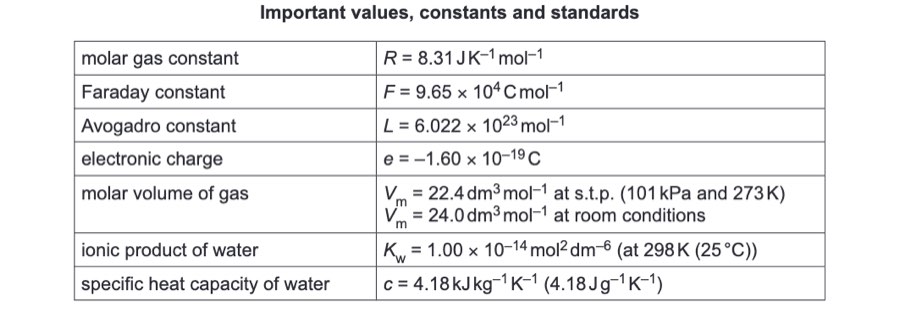 Important values, constants and standards
molar gas constant R = 8.31 J K⁻¹ mol⁻¹
Faraday constant F = 9.65 × 10⁴ C mol⁻¹
Avogadro constant L = 6.022 × 10²³ mol⁻¹
electronic charge e = −1.60 × 10⁻¹⁹ C
molar volume of gas Vₘ = 22.4 dm³ mol⁻¹ at s.t.p. (101 kPa and 273 K)
Vₘ = 24.0 dm³ mol⁻¹ at room conditions
ionic product of water K_w = 1.00 × 10⁻¹⁴ mol² dm⁻⁶ (at 298 K (25 °C))
specific heat capacity of water c = 4.18 kJ kg⁻¹ K⁻¹ (4.18 J g⁻¹ K⁻¹)